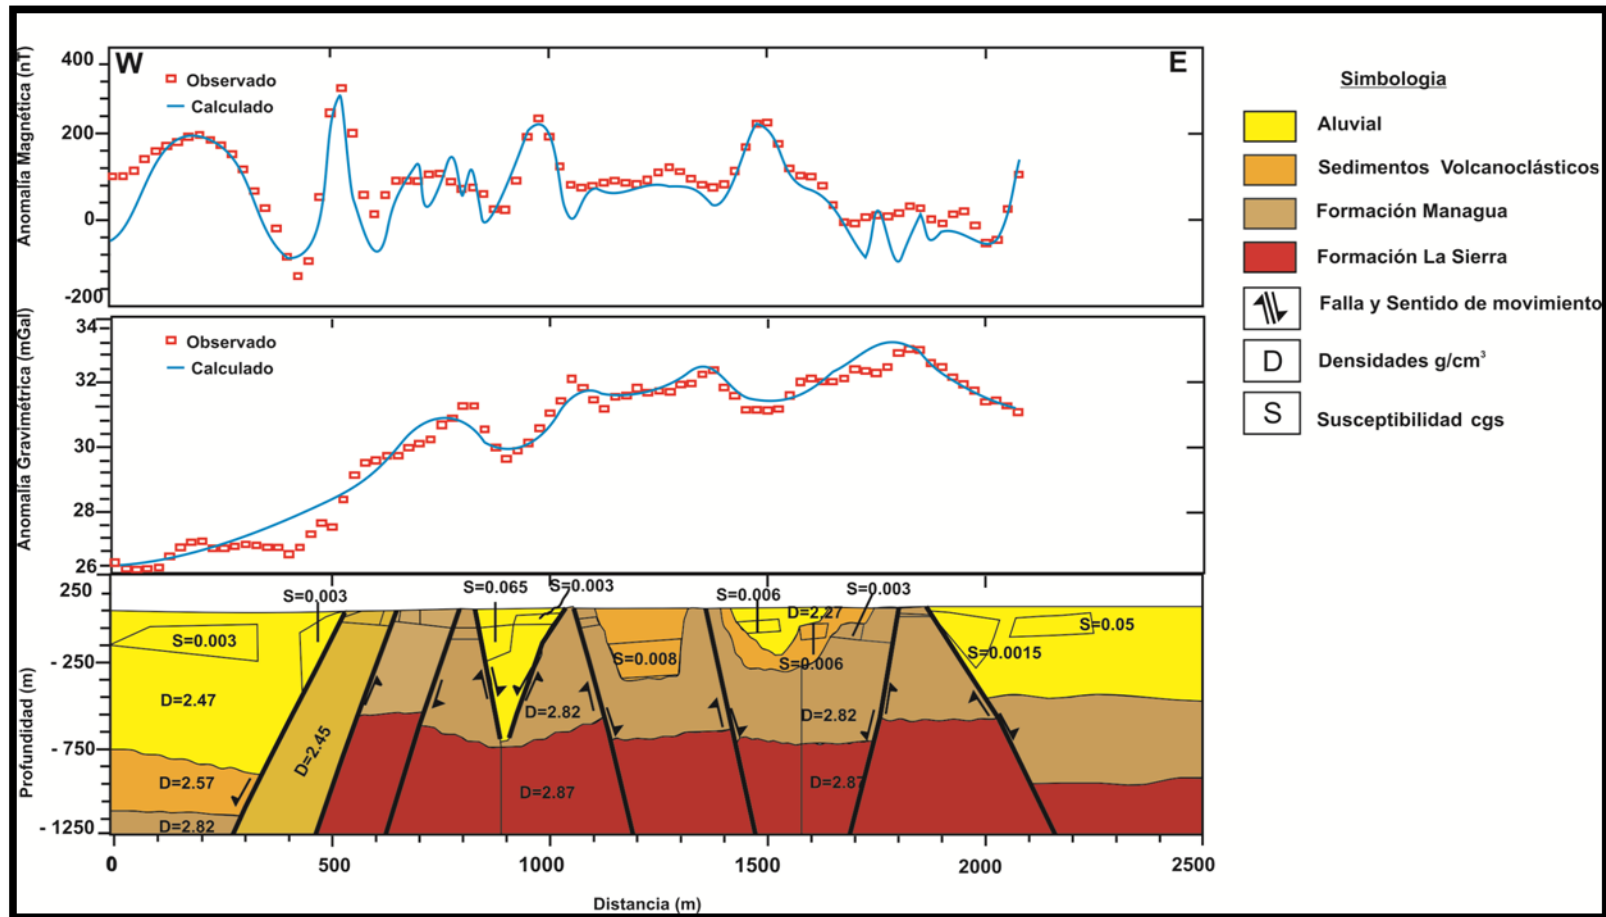 Anomalía Magnética (nT)
400
200
0
-200
W
E
Observado
Calculado
Anomalía Gravimétrica (mGal)
34
32
30
28
26
Observado
Calculado
Profundidad (m)
250
- 250
- 750
- 1250
S=0.003
S=0.065
S=0.003
S=0.006
S=0.003
D=2.27
S=0.003
S=0.008
S=0.006
S=0.0015
S=0.05
D=2.47
D=2.45
D=2.82
D=2.82
D=2.57
D=2.87
D=2.87
D=2.82
0
500
1000
1500
2000
2500
Distancia (m)
Simbologia
Aluvial
Sedimentos Volcanoclásticos
Formación Managua
Formación La Sierra
Falla y Sentido de movimiento
D
Densidades g/cm³
S
Susceptibilidad cgs